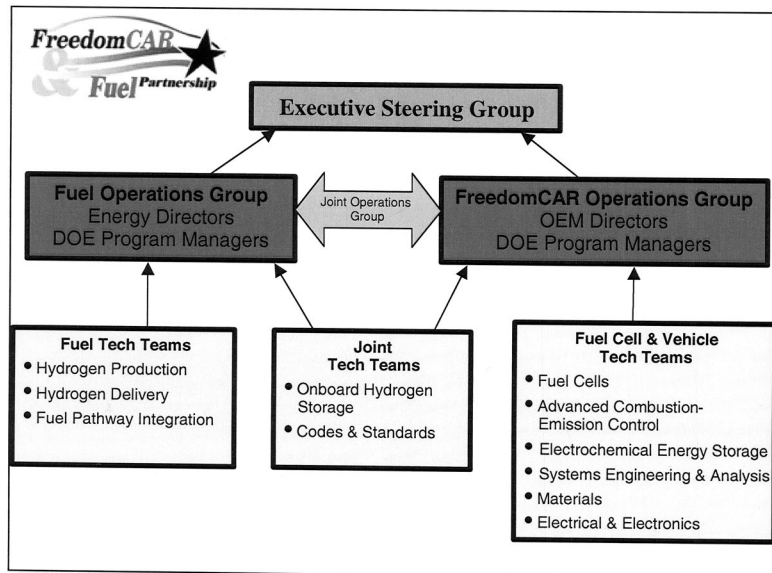 FreedomCAR
& Fuel Partnership
Executive Steering Group
Fuel Operations Group
Energy Directors
DOE Program Managers
Joint Operations
Group
FreedomCAR Operations Group
OEM Directors
DOE Program Managers
Fuel Tech Teams
• Hydrogen Production
• Hydrogen Delivery
• Fuel Pathway Integration
Joint
Tech Teams
• Onboard Hydrogen
Storage
• Codes & Standards
Fuel Cell & Vehicle
Tech Teams
• Fuel Cells
• Advanced Combustion-
Emission Control
• Electrochemical Energy Storage
• Systems Engineering & Analysis
• Materials
• Electrical & Electronics